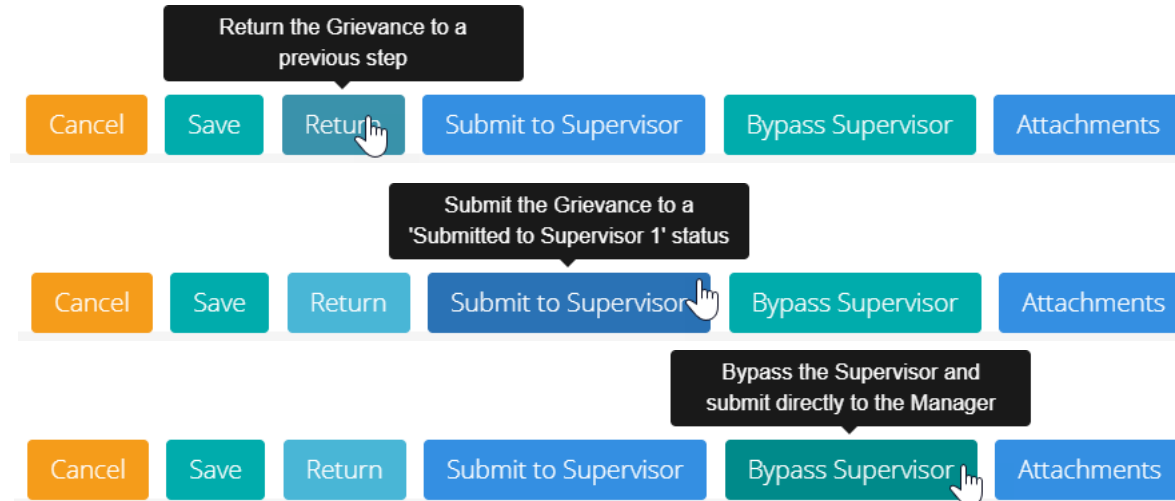 Return the Grievance to a
previous step
Cancel Save Return Submit to Supervisor Bypass Supervisor Attachments
Submit the Grievance to a
'Submitted to Supervisor 1' status
Cancel Save Return Submit to Supervisor Bypass Supervisor Attachments
Bypass the Supervisor and
submit directly to the Manager
Cancel Save Return Submit to Supervisor Bypass Supervisor Attachments